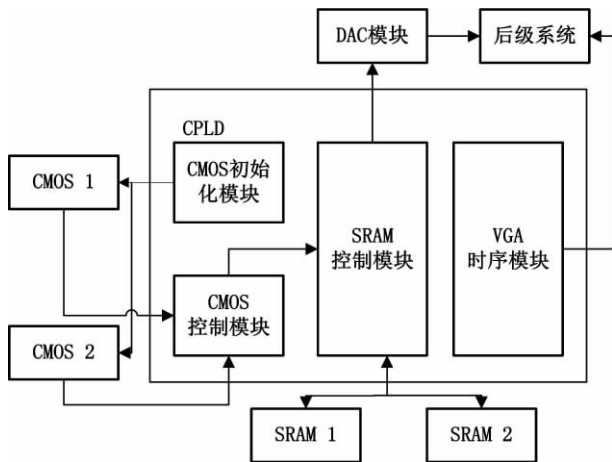 DAC模块
后级系统
CPLD
CMOS初始
化模块
CMOS 1
SRAM
控制模块
VGA
时序模块
CMOS
控制模块
CMOS 2
SRAM 1
SRAM 2